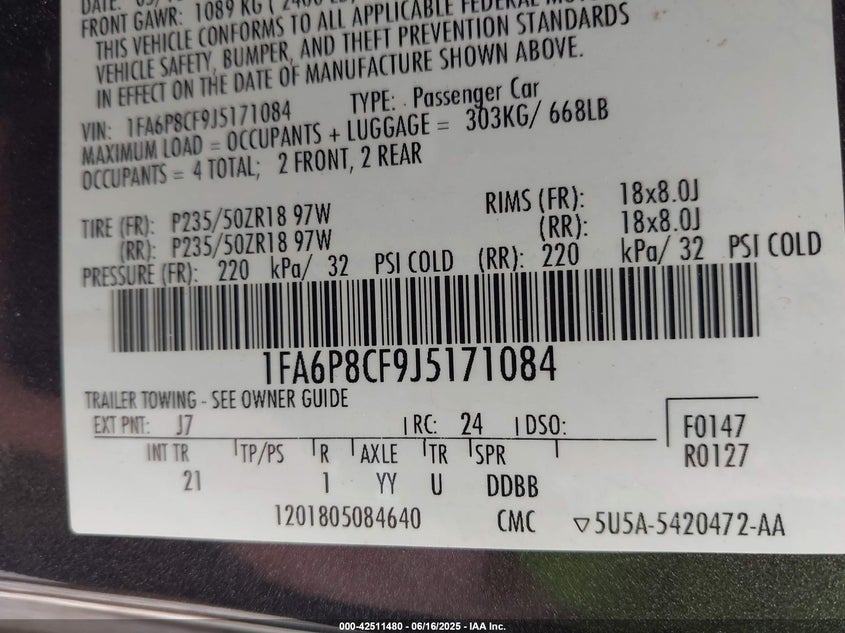 DATE:
FRONT GAWR: 1089 KG ( 2400 LB
THIS VEHICLE CONFORMS TO ALL APPLICABLE FEDERAL
VEHICLE SAFETY, BUMPER, AND THEFT PREVENTION STANDARDS
IN EFFECT ON THE DATE OF MANUFACTURE SHOWN ABOVE.
VIN: 1FA6P8CF9J5171084 TYPE: Passenger Car
MAXIMUM LOAD = OCCUPANTS + LUGGAGE = 303KG/ 668LB
OCCUPANTS = 4 TOTAL; 2 FRONT, 2 REAR
TIRE (FR): P235/50ZR18 97W RIMS (FR): 18x8.0J
(RR): P235/50ZR18 97W (RR): 18x8.0J
PRESSURE (FR): 220 kPa/ 32 PSI COLD (RR): 220 kPa/ 32 PSI COLD
1FA6P8CF9J5171084
TRAILER TOWING - SEE OWNER GUIDE
EXT PNT: J7 RC: 24 DSO: F0147
INT TR TP/PS R AXLE TR SPR R0127
21 1 YY U DDBB
1201805084640 CMC ▽5U5A-5420472-AA
000-42511480 - 06/16/2025 - IAA Inc.